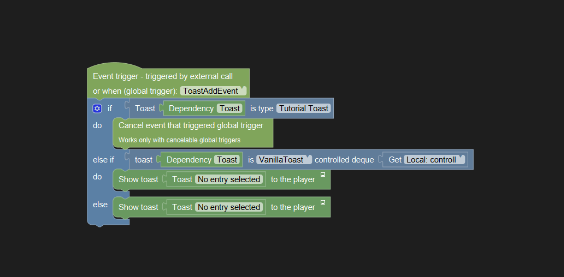 Event trigger - triggered by external call
or when (global trigger): ToastAddEvent
if Toast Dependency Toast is type Tutorial Toast
do Cancel event that triggered global trigger
Works only with cancelable global triggers
else if toast Dependency Toast is VanillaToast controlled deque Get Local: controll
do Show toast Toast No entry selected to the player
else Show toast Toast No entry selected to the player